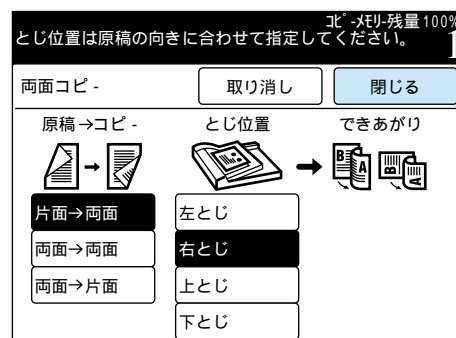 ｺﾋﾟ-ﾒﾓﾘ-残量100%
とじ位置は原稿の向きに合わせて指定してください。 1
両面コピ-
取り消し
閉じる
原稿→コピ-
とじ位置
できあがり
片面→両面
両面→両面
両面→片面
左とじ
右とじ
上とじ
下とじ
B A
B A